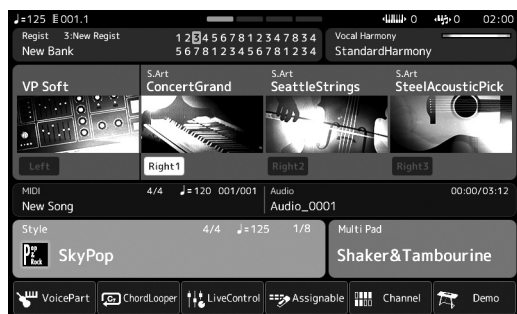 ♩=125 001.1 0 0 02:00
Regist 3:New Regist 1 2 3 4 5 6 7 8 1 2 3 4 7 8 3 4
New Bank 5 6 7 8 1 2 3 4 5 6 7 8 1 2 3 4
Vocal Harmony
StandardHarmony
VP Soft
Left
S.Art
ConcertGrand
Right1
S.Art
SeattleStrings
Right2
S.Art
SteelAcousticPick
Right3
MIDI 4/4 ♩=120 001/001
New Song
Audio 00:00/03:12
Audio_0001
Style 4/4 ♩=125 1/8
Pop & Rock SkyPop
Multi Pad
Shaker&Tambourine
VoicePart C7 ChordLooper LiveControl Assignable Channel Demo